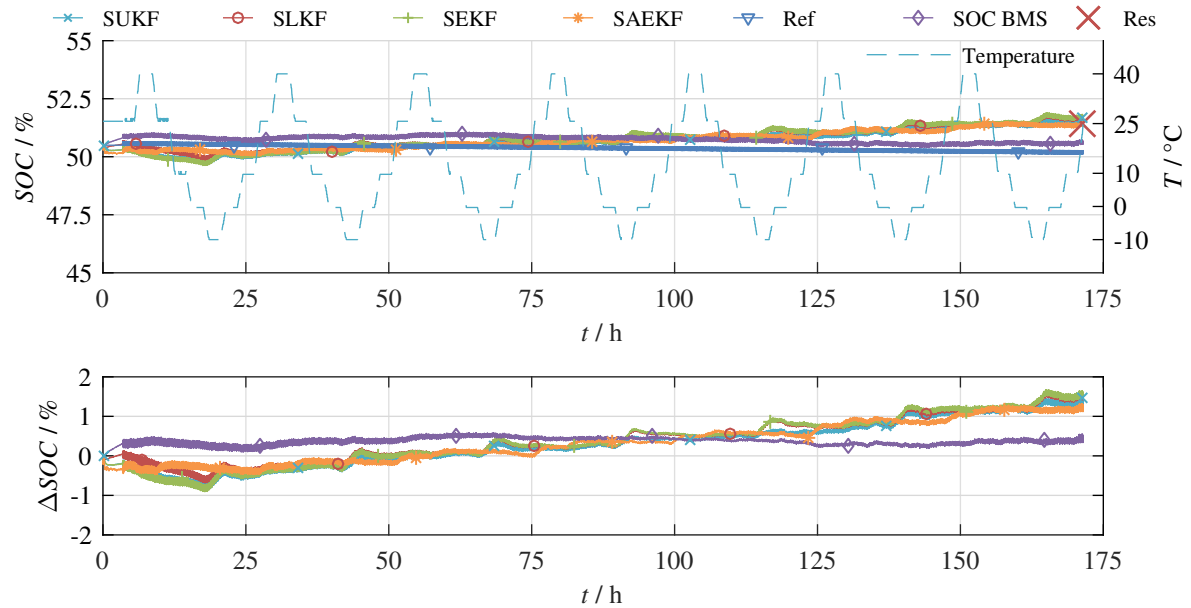 SUKF SLKF SEKF SAEKF Ref SOC BMS Res
Temperature
55
52.5
50
47.5
45
SOC / %
40
25
10
0
-10
T / °C
0 25 50 75 100 125 150 175
t / h
2
1
0
-1
-2
ΔSOC / %
0 25 50 75 100 125 150 175
t / h